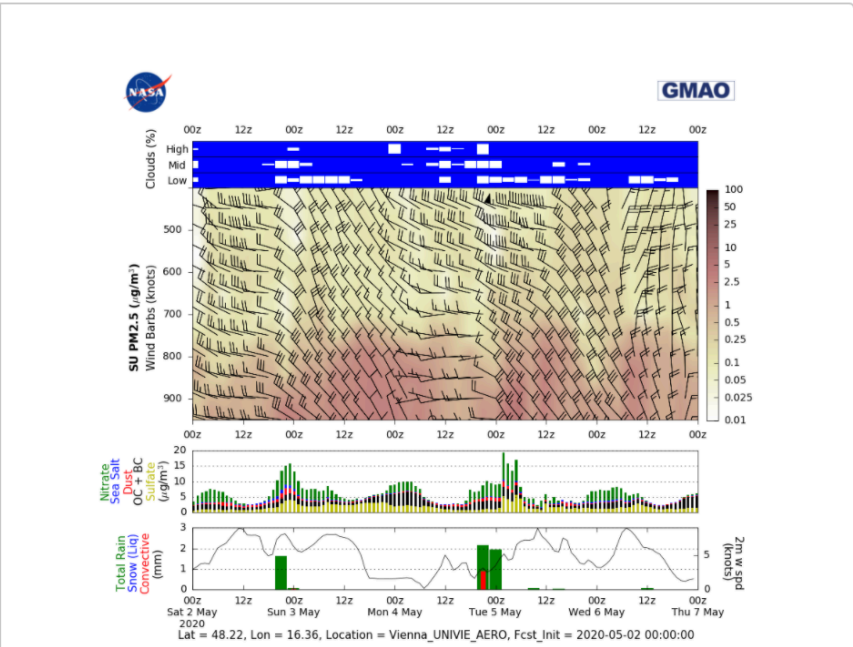 NASA
GMAO
00z 12z 00z 12z 00z 12z 00z 12z 00z 12z 00z
Clouds (%)
High
Mid
Low
SU PM2.5 (μg/m³)
Wind Barbs (knots)
500
600
700
800
900
100
50
25
10
5
2.5
1
0.5
0.25
0.1
0.05
0.025
0.01
00z 12z 00z 12z 00z 12z 00z 12z 00z 12z 00z
Nitrate
Sea Salt
Dust
OC + BC
Sulfate
(μg/m³)
20
15
10
5
0
Total Rain
Snow (Liq)
Convective
(mm)
3
2
1
0
5
0
2m w spd
(knots)
00z 12z 00z 12z 00z 12z 00z 12z 00z 12z 00z
Sat 2 May Sun 3 May Mon 4 May Tue 5 May Wed 6 May Thu 7 May
2020
Lat = 48.22, Lon = 16.36, Location = Vienna_UNIVIE_AERO, Fcst_Init = 2020-05-02 00:00:00